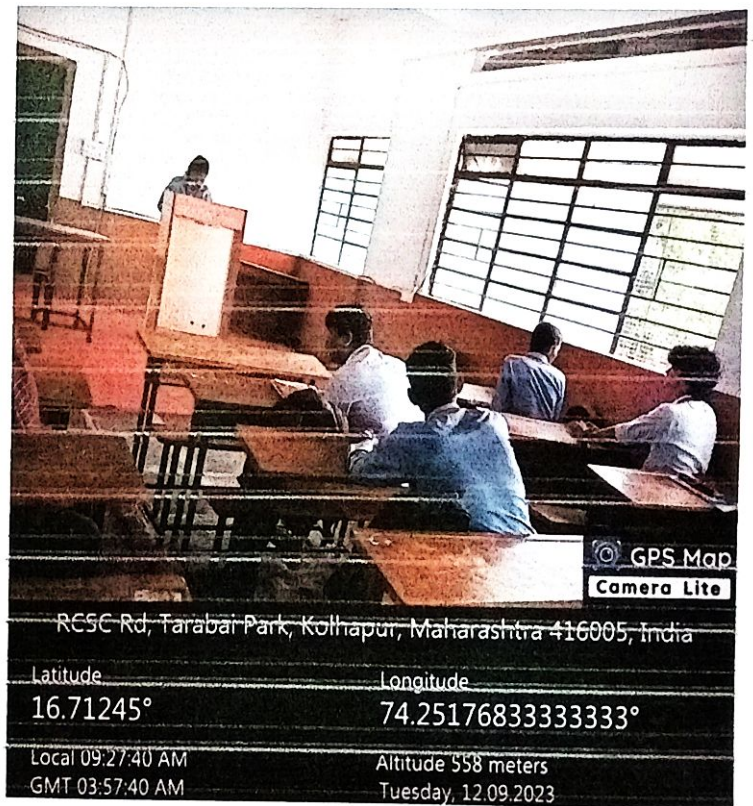 GPS Map
Camera Lite
RCSC Rd, Tarabai Park, Kolhapur, Maharashtra 416005, India
Latitude
16.71245°
Longitude
74.25176833333333°
Local 09:27:40 AM
GMT 03:57:40 AM
Altitude 558 meters
Tuesday, 12.09.2023